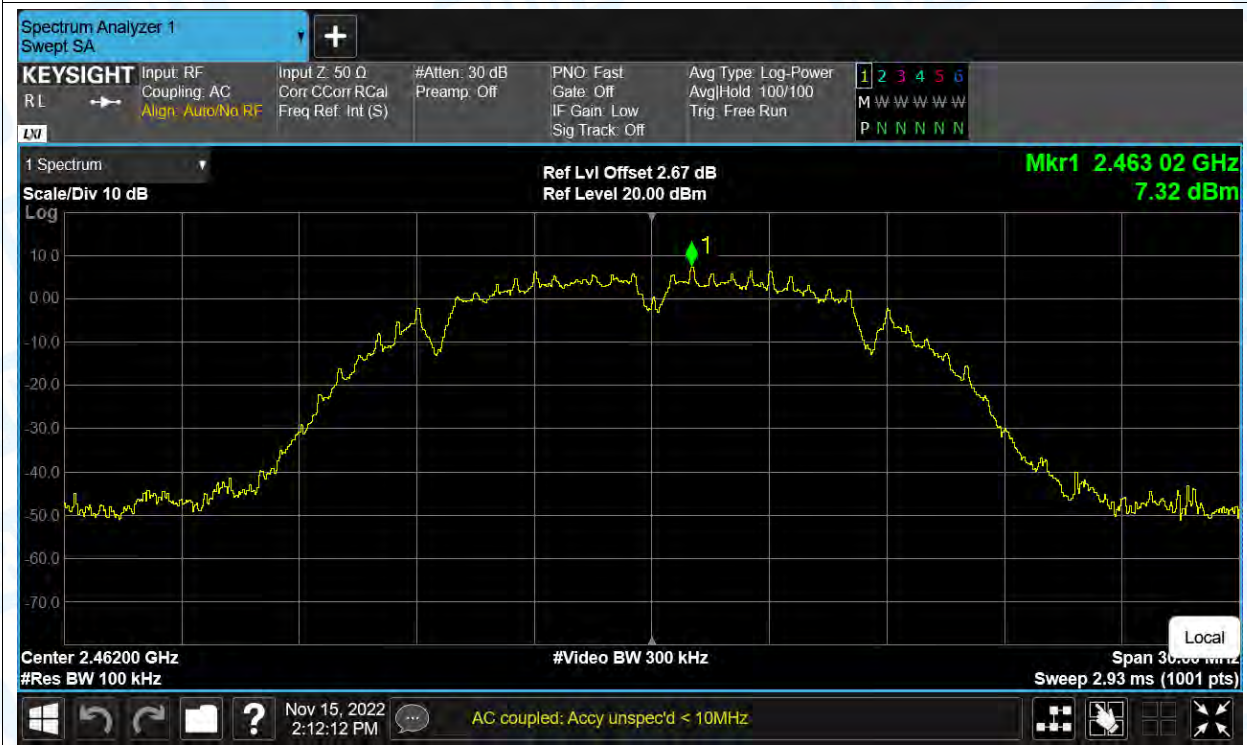 Spectrum Analyzer 1
Swept SA
+
KEYSIGHT
R L
LXI
Input: RF
Coupling: AC
Align: Auto/No RF
Input Z: 50 Ω
Corr CCorr RCal
Freq Ref: Int (S)
#Atten: 30 dB
Preamp: Off
PNO: Fast
Gate: Off
IF Gain: Low
Sig Track: Off
Avg Type: Log-Power
Avg|Hold: 100/100
Trig: Free Run
1 2 3 4 5 6
M W W W W W
P N N N N N
1 Spectrum
Scale/Div 10 dB
Log
Ref Lvl Offset 2.67 dB
Ref Level 20.00 dBm
Mkr1 2.463 02 GHz
7.32 dBm
1
10.0
0.00
-10.0
-20.0
-30.0
-40.0
-50.0
-60.0
-70.0
Local
Center 2.46200 GHz
#Video BW 300 kHz
Span 30.00 MHz
#Res BW 100 kHz
Sweep 2.93 ms (1001 pts)
?
Nov 15, 2022
2:12:12 PM
AC coupled: Accy unspec'd < 10MHz